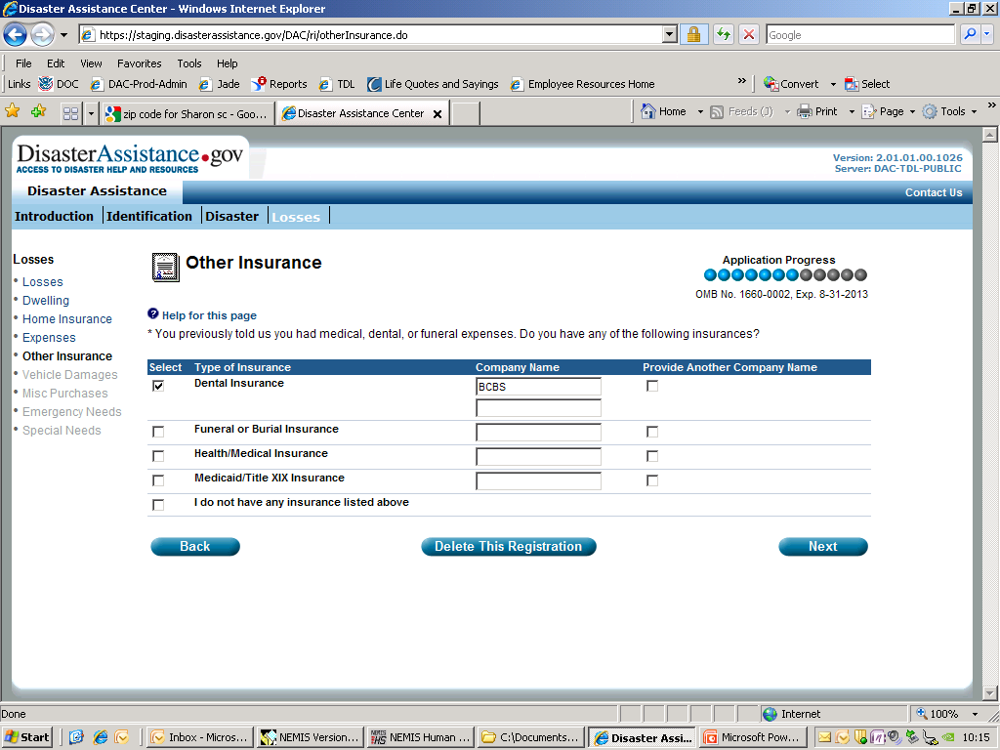 Disaster Assistance Center - Windows Internet Explorer
https://staging.disasterassistance.gov/DAC/ri/otherInsurance.do
Google
File Edit View Favorites Tools Help
Links DOC DAC-Prod-Admin Jade Reports TDL Life Quotes and Sayings Employee Resources Home » Convert Select
zip code for Sharon sc - Goo... Disaster Assistance Center Home Feeds (J) Print Page Tools »
DisasterAssistance.gov
ACCESS TO DISASTER HELP AND RESOURCES
Version: 2.01.01.00.1026
Server: DAC-TDL-PUBLIC
Disaster Assistance
Contact Us
Introduction Identification Disaster Losses
Losses
• Losses
• Dwelling
• Home Insurance
• Expenses
• Other Insurance
• Vehicle Damages
• Misc Purchases
• Emergency Needs
• Special Needs
Other Insurance
Application Progress
OMB No. 1660-0002, Exp. 8-31-2013
? Help for this page
* You previously told us you had medical, dental, or funeral expenses. Do you have any of the following insurances?
Select Type of Insurance Company Name Provide Another Company Name
Dental Insurance BCBS
Funeral or Burial Insurance
Health/Medical Insurance
Medicaid/Title XIX Insurance
I do not have any insurance listed above
Back Delete This Registration Next
Done Internet 100%
Start Inbox - Micros... NEMIS Version... NEMIS Human ... C:\Documents... Disaster Assi... Microsoft Pow... 10:15